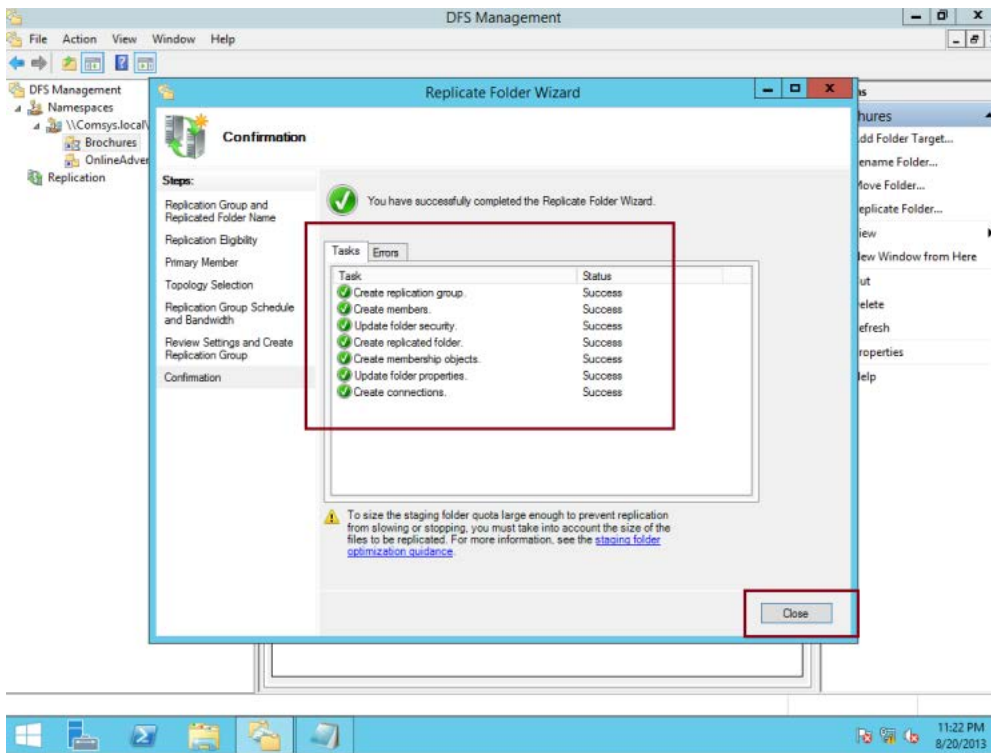 DFS Management
File Action View Window Help
DFS Management
Namespaces
\\Comsys.local\
Brochures
OnlineAdver
Replication
Replicate Folder Wizard
Confirmation
Steps:
Replication Group and
Replicated Folder Name
Replication Eligibility
Primary Member
Topology Selection
Replication Group Schedule
and Bandwidth
Review Settings and Create
Replication Group
Confirmation
You have successfully completed the Replicate Folder Wizard.
Tasks Errors
Task Status
Create replication group. Success
Create members. Success
Update folder security. Success
Create replicated folder. Success
Create membership objects. Success
Update folder properties. Success
Create connections. Success
To size the staging folder quota large enough to prevent replication
from slowing or stopping, you must take into account the size of the
files to be replicated. For more information, see the staging folder
optimization guidance.
Close
ns
hures
dd Folder Target...
ename Folder...
Move Folder...
eplicate Folder...
iew
lew Window from Here
ut
elete
efresh
roperties
lelp
11:22 PM
8/20/2013